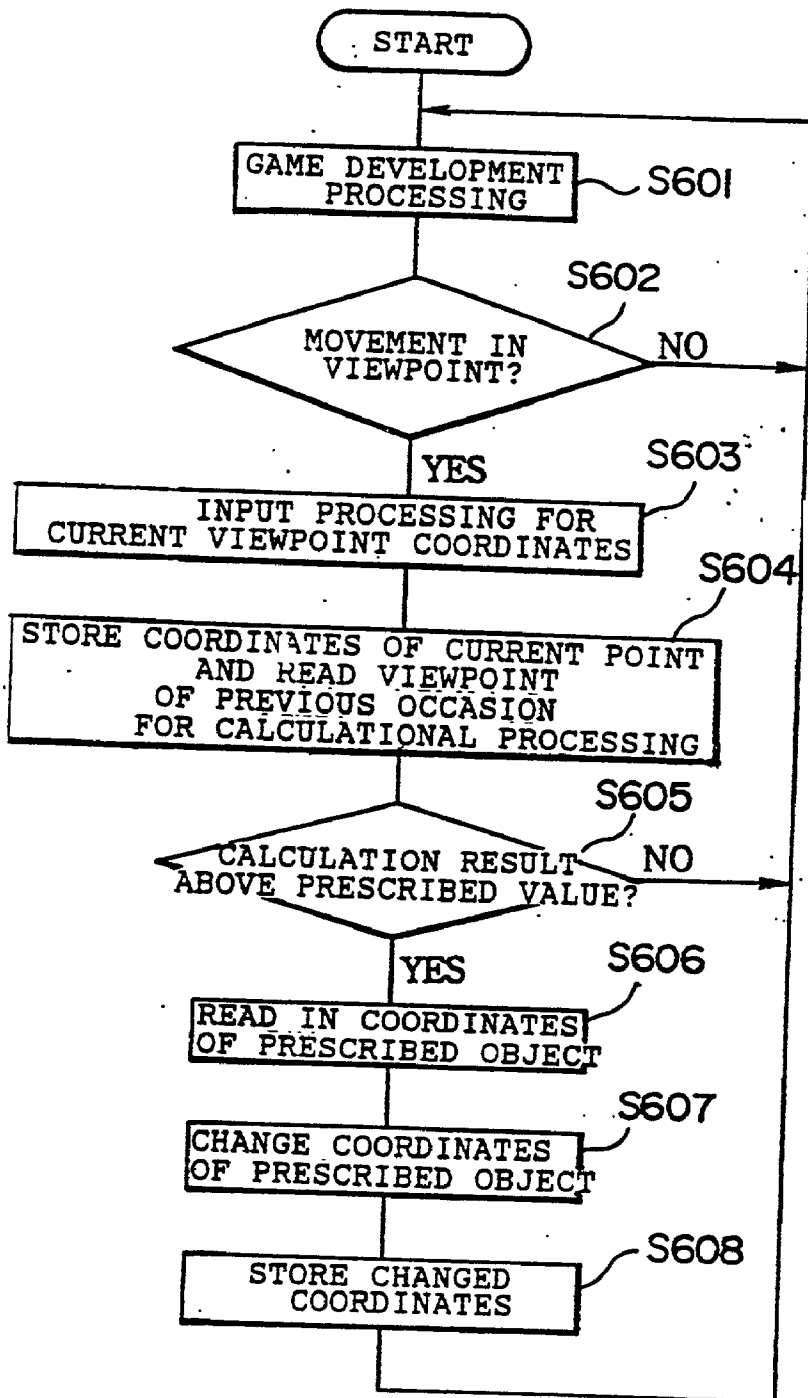 START
GAME DEVELOPMENT
PROCESSING
S601
S602
MOVEMENT IN
VIEWPOINT?
NO
YES
S603
INPUT PROCESSING FOR
CURRENT VIEWPOINT COORDINATES
S604
STORE COORDINATES OF CURRENT POINT
AND READ VIEWPOINT
OF PREVIOUS OCCASION
FOR CALCULATIONAL PROCESSING
S605
CALCULATION RESULT
ABOVE PRESCRIBED VALUE?
NO
YES
S606
READ IN COORDINATES
OF PRESCRIBED OBJECT
S607
CHANGE COORDINATES
OF PRESCRIBED OBJECT
S608
STORE CHANGED
COORDINATES